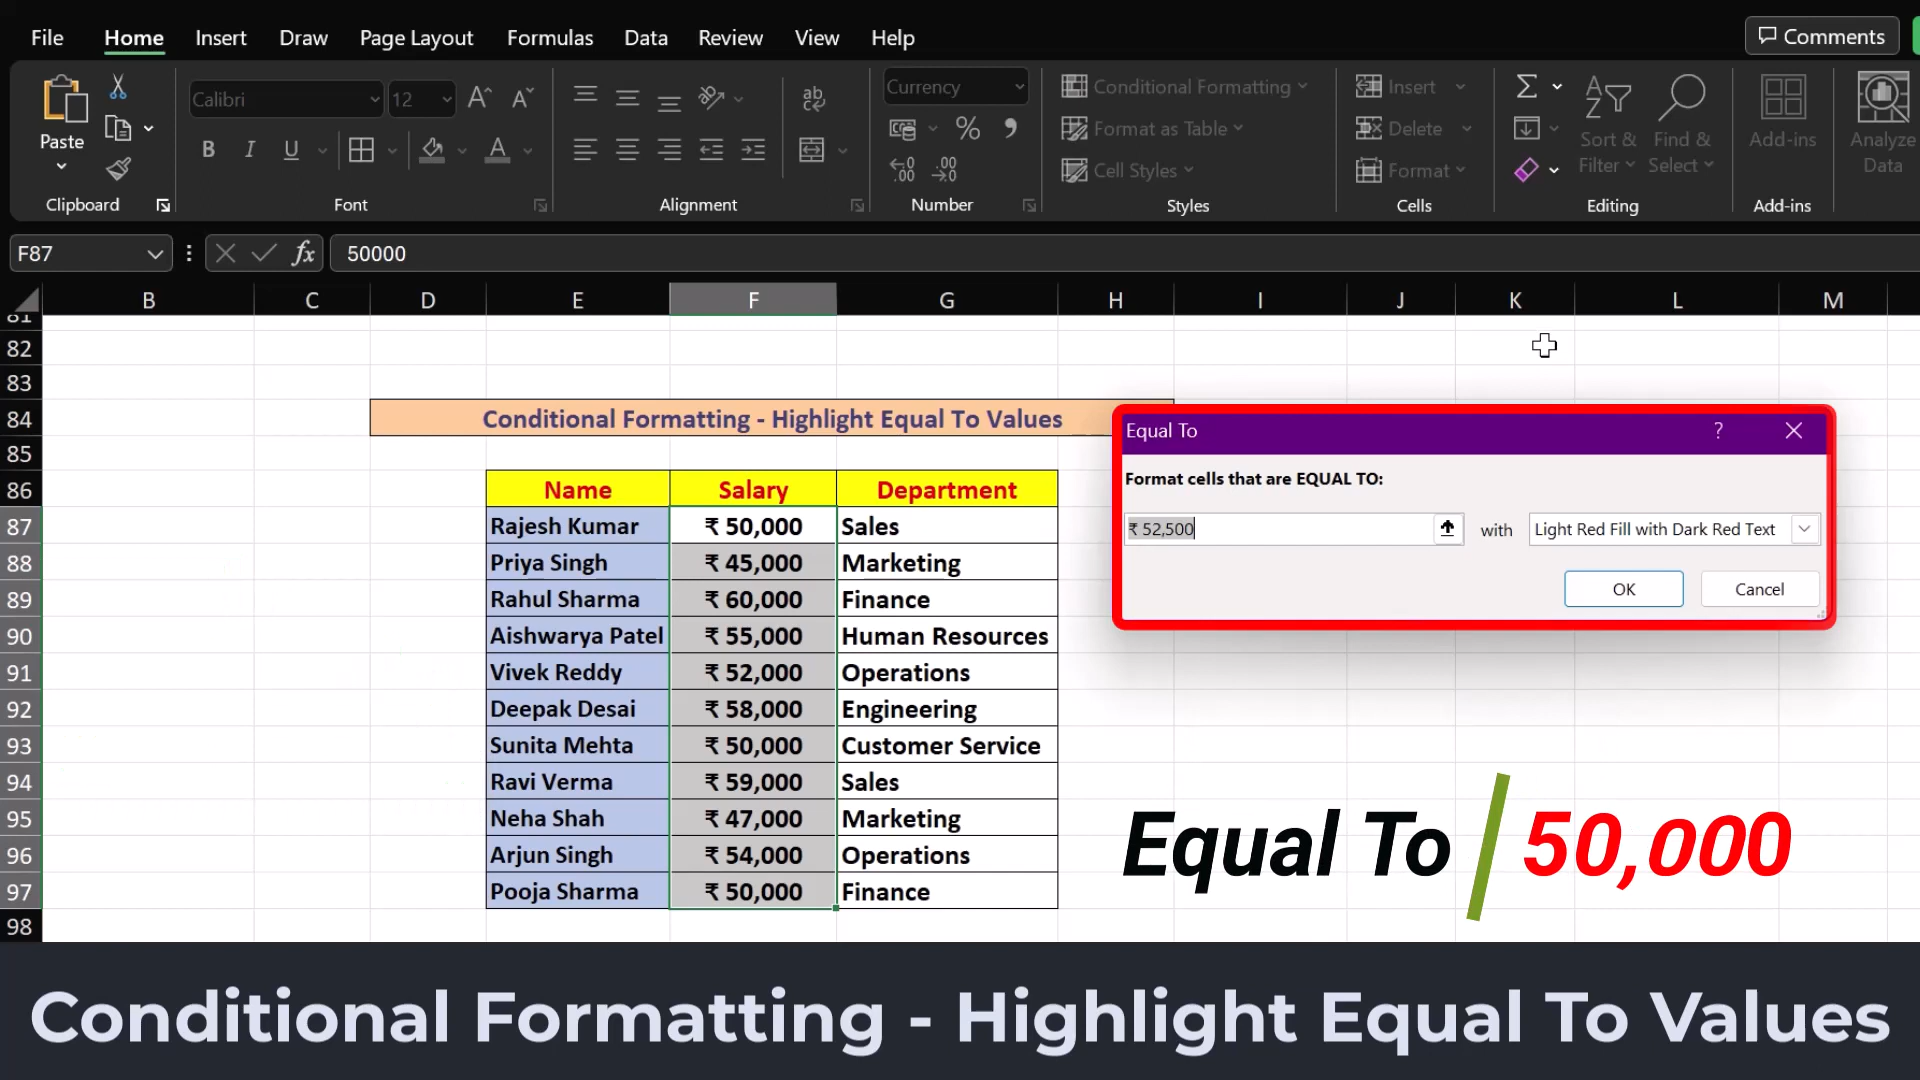 File Home Insert Draw Page Layout Formulas Data Review View Help Comments
Calibri 12 Currency Conditional Formatting Insert
Paste Format as Table Delete Sort & Filter Find & Select Add-ins Analyze Data
B I U A % Cell Styles Format
Clipboard Font Alignment Number Styles Cells Editing Add-ins
F87 fx 50000
B C D E F G H I J K L M
81
82
83
84 Conditional Formatting - Highlight Equal To Values
85
86 Name Salary Department
87 Rajesh Kumar ₹ 50,000 Sales
88 Priya Singh ₹ 45,000 Marketing
89 Rahul Sharma ₹ 60,000 Finance
90 Aishwarya Patel ₹ 55,000 Human Resources
91 Vivek Reddy ₹ 52,000 Operations
92 Deepak Desai ₹ 58,000 Engineering
93 Sunita Mehta ₹ 50,000 Customer Service
94 Ravi Verma ₹ 59,000 Sales
95 Neha Shah ₹ 47,000 Marketing
96 Arjun Singh ₹ 54,000 Operations
97 Pooja Sharma ₹ 50,000 Finance
98
Equal To ?
Format cells that are EQUAL TO:
₹ 52,500 with Light Red Fill with Dark Red Text
OK Cancel
Equal To / 50,000
Conditional Formatting - Highlight Equal To Values